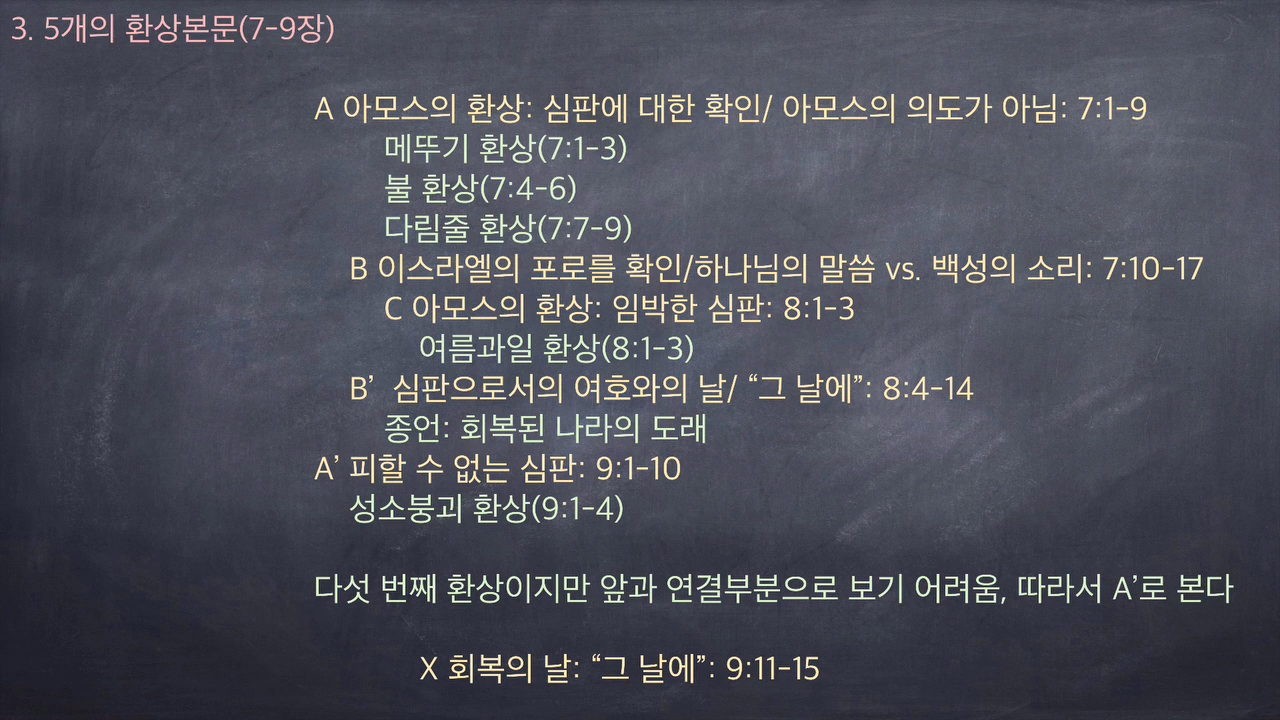 3. 5개의 환상본문(7-9장)
A 아모스의 환상: 심판에 대한 확인/ 아모스의 의도가 아님: 7:1-9
메뚜기 환상(7:1-3)
불 환상(7:4-6)
다림줄 환상(7:7-9)
B 이스라엘의 포로를 확인/하나님의 말씀 vs. 백성의 소리: 7:10-17
C 아모스의 환상: 임박한 심판: 8:1-3
여름과일 환상(8:1-3)
B’ 심판으로서의 여호와의 날/ “그 날에”: 8:4-14
종언: 회복된 나라의 도래
A’ 피할 수 없는 심판: 9:1-10
성소붕괴 환상(9:1-4)
다섯 번째 환상이지만 앞과 연결부분으로 보기 어려움, 따라서 A’로 본다
X 회복의 날: “그 날에”: 9:11-15